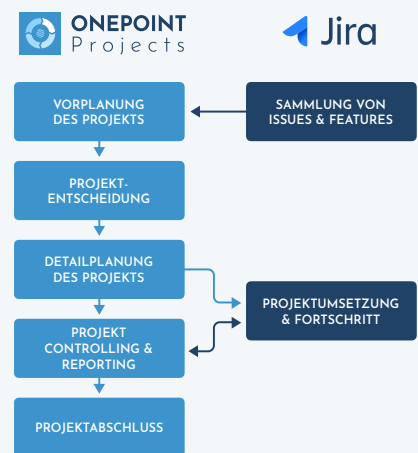 ONEPOINT
Projects
Jira
VORPLANUNG
DES PROJEKTS
SAMMLUNG VON
ISSUES & FEATURES
PROJEKT-
ENTSCHEIDUNG
DETAILPLANUNG
DES PROJEKTS
PROJEKTUMSETZUNG
& FORTSCHRITT
PROJEKT
CONTROLLING &
REPORTING
PROJEKTABSCHLUSS